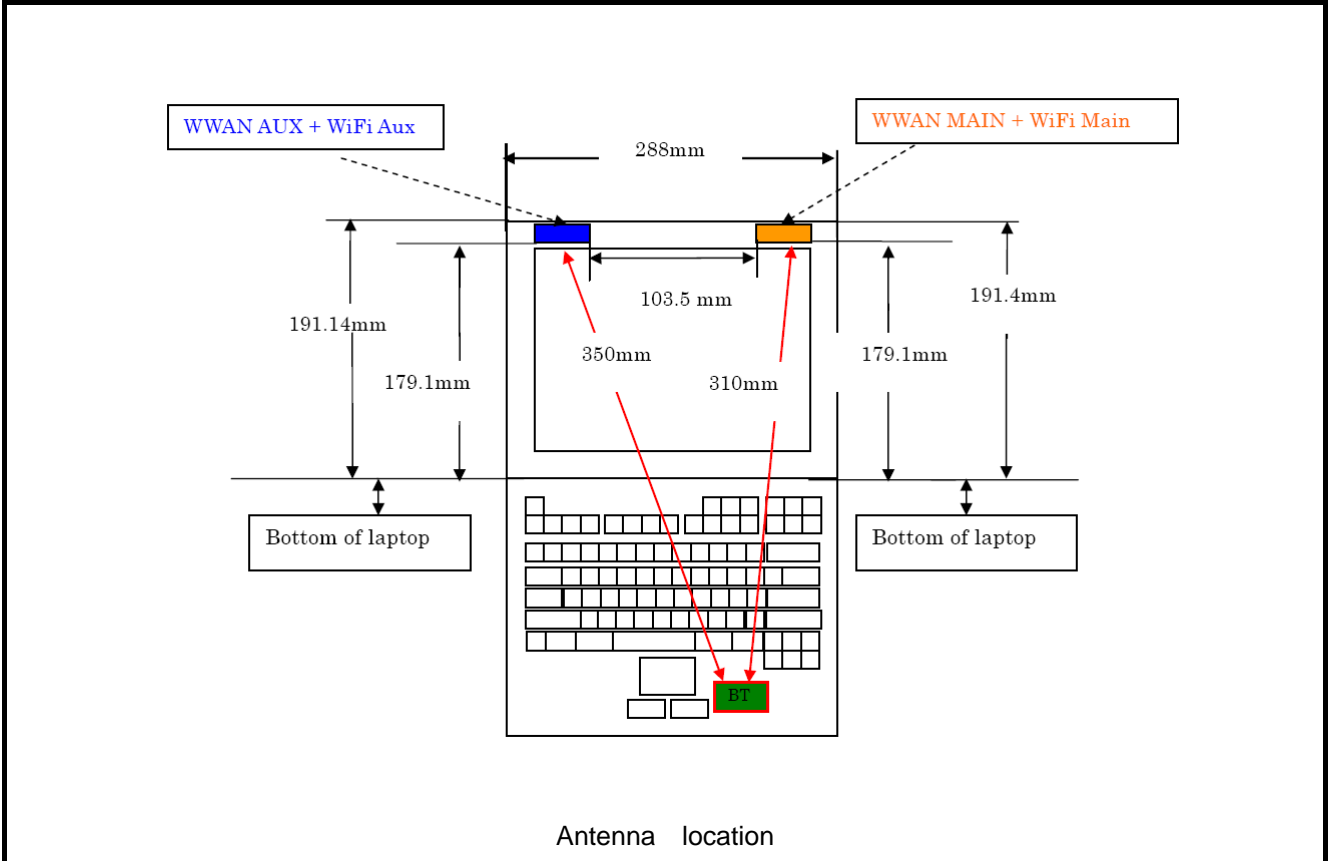 WWAN AUX + WiFi Aux
WWAN MAIN + WiFi Main
288mm
103.5 mm
191.14mm
191.4mm
350mm
179.1mm
179.1mm
310mm
Bottom of laptop
Bottom of laptop
BT
Antenna location